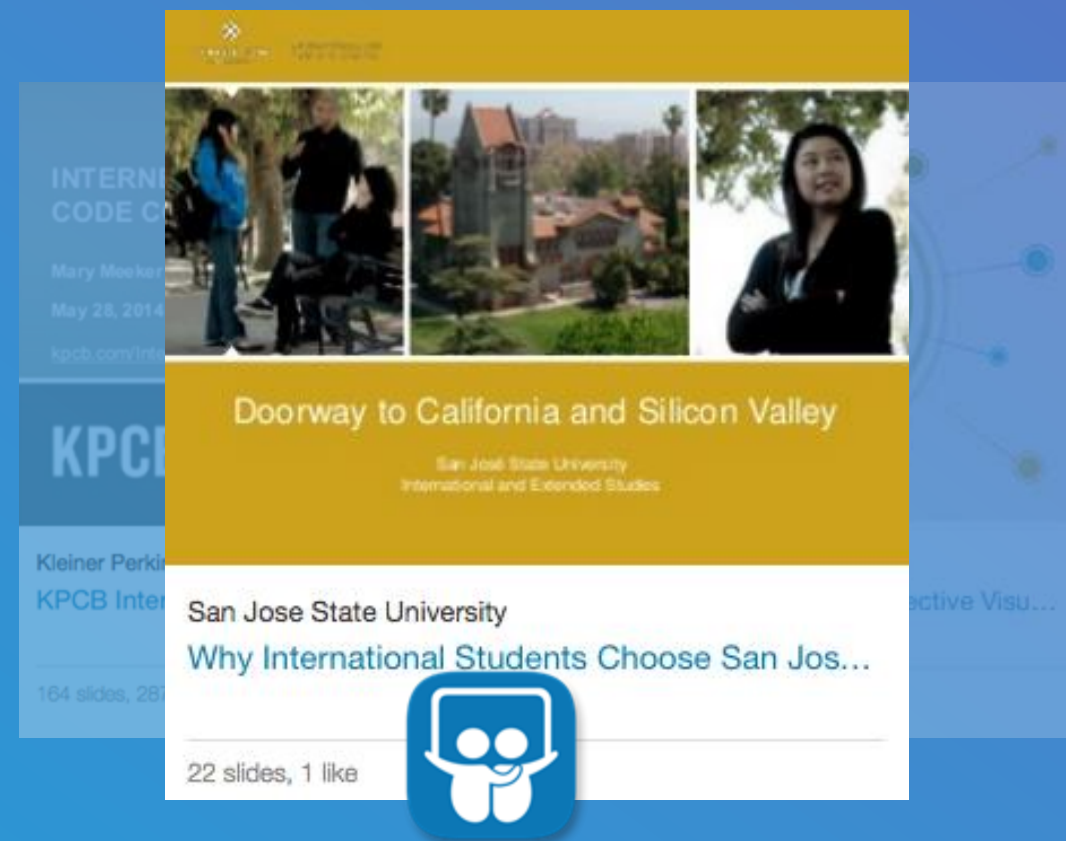 INTERN
CODE C
Mary Meeker
May 28, 2014
kpcb.com/Inte
KPCB
Kleiner Perki
KPCB Inter
164 slides, 287
Doorway to California and Silicon Valley
San José State University
International and Extended Studies
San Jose State University
Why International Students Choose San Jos...
22 slides, 1 like
ective Visu...